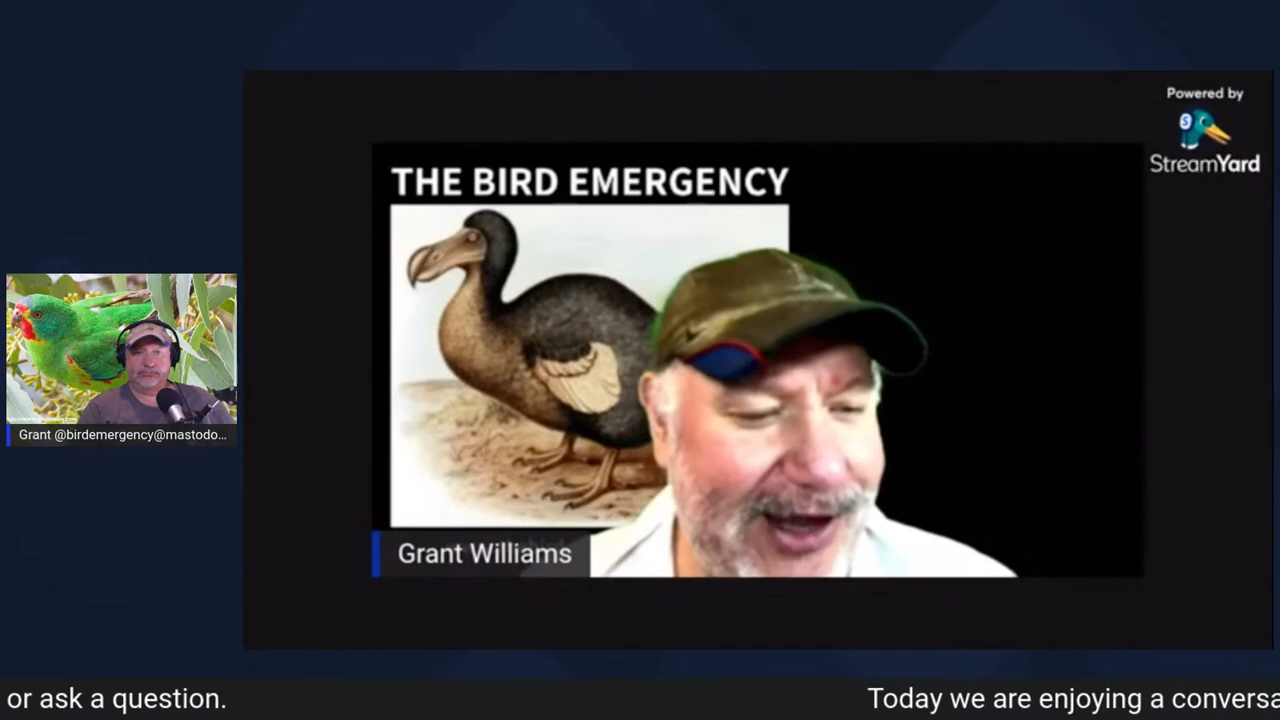 Powered by
StreamYard
THE BIRD EMERGENCY
Grant @birdemergency@mastodo...
Grant Williams
or ask a question.
Today we are enjoying a conversa